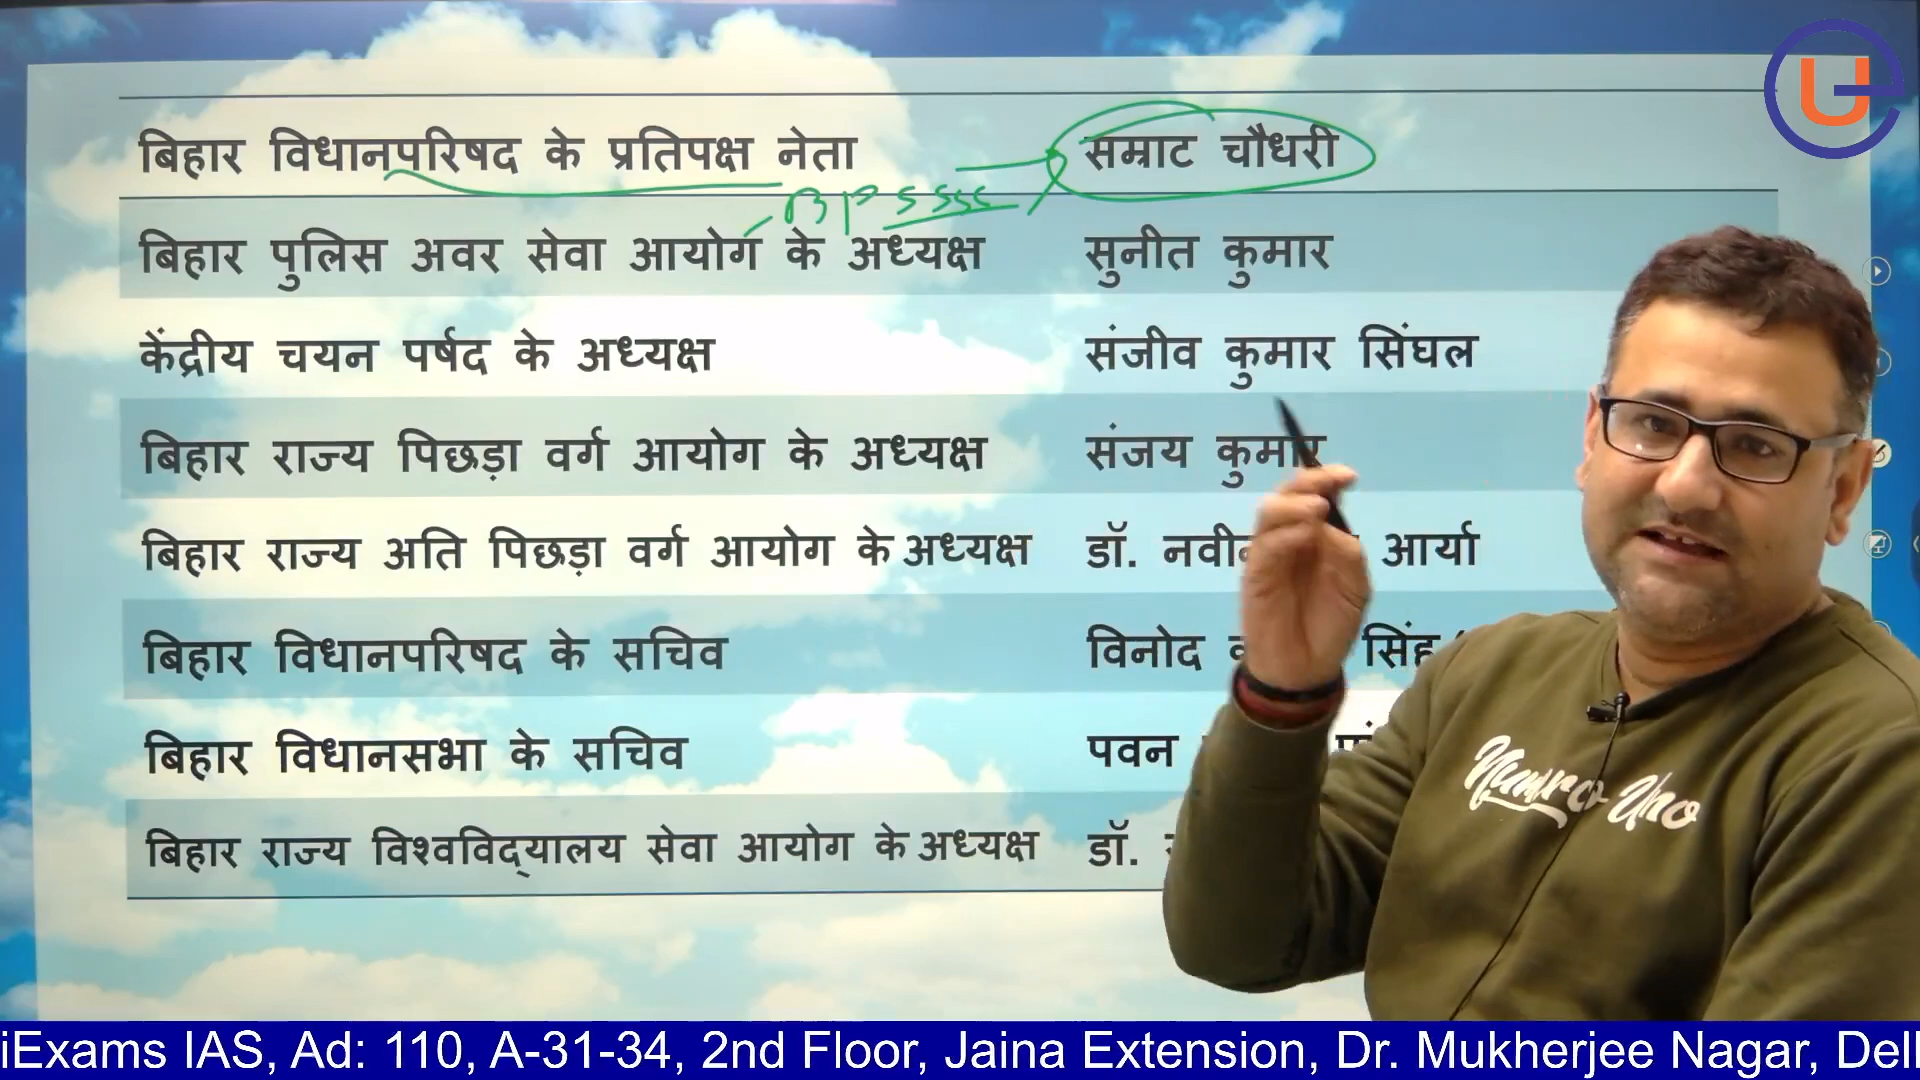 बिहार विधानपरिषद के प्रतिपक्ष नेता सम्राट चौधरी
BPSSSC
बिहार पुलिस अवर सेवा आयोग के अध्यक्ष सुनीत कुमार
केंद्रीय चयन पर्षद के अध्यक्ष संजीव कुमार सिंघल
बिहार राज्य पिछड़ा वर्ग आयोग के अध्यक्ष संजय कुमार
बिहार राज्य अति पिछड़ा वर्ग आयोग के अध्यक्ष डॉ. आर्या
बिहार विधानपरिषद के सचिव विनोद सिंह
बिहार विधानसभा के सचिव पवन
बिहार राज्य विश्वविद्यालय सेवा आयोग के अध्यक्ष डॉ.
Numro Uno
iExams IAS, Ad: 110, A-31-34, 2nd Floor, Jaina Extension, Dr. Mukherjee Nagar,